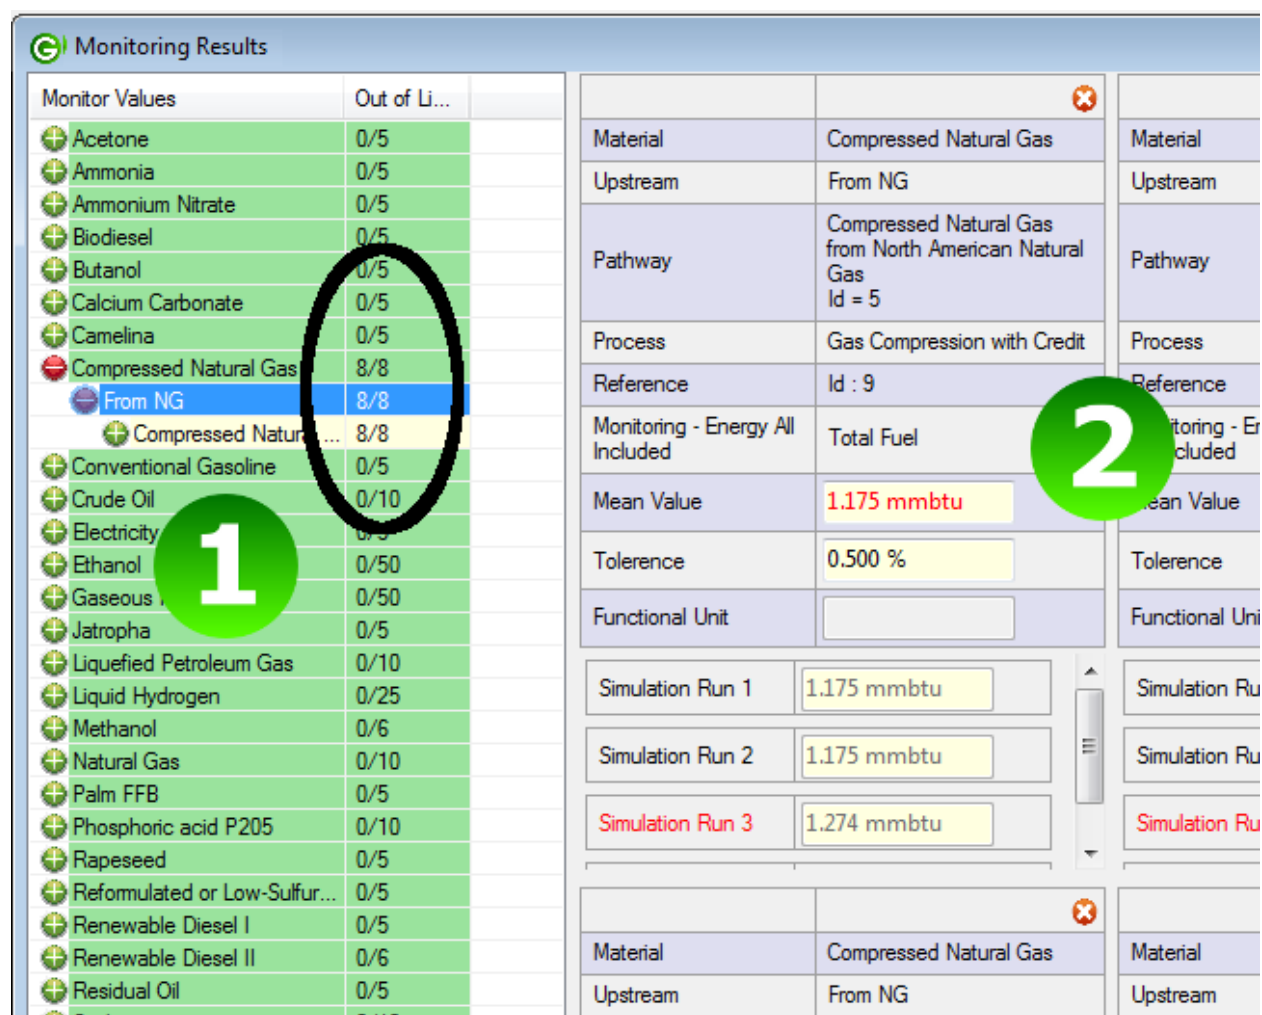 Monitoring Results
Monitor Values Out of Li...
Acetone 0/5
Ammonia 0/5
Ammonium Nitrate 0/5
Biodiesel 0/5
Butanol 0/5
Calcium Carbonate 0/5
Camelina 0/5
Compressed Natural Gas 8/8
From NG 8/8
Compressed Natur... 8/8
Conventional Gasoline 0/5
Crude Oil 0/10
Electricity
Ethanol 0/50
Gaseous 0/50
Jatropha 0/5
Liquefied Petroleum Gas 0/10
Liquid Hydrogen 0/25
Methanol 0/6
Natural Gas 0/10
Palm FFB 0/5
Phosphoric acid P205 0/10
Rapeseed 0/5
Reformulated or Low-Sulfur... 0/5
Renewable Diesel I 0/5
Renewable Diesel II 0/6
Residual Oil 0/5
1
Material Compressed Natural Gas
Upstream From NG
Pathway Compressed Natural Gas
from North American Natural
Gas
Id = 5
Process Gas Compression with Credit
Reference Id : 9
Monitoring - Energy All
Included Total Fuel
Mean Value 1.175 mmbtu
Tolerence 0.500 %
Functional Unit
Simulation Run 1 1.175 mmbtu
Simulation Run 2 1.175 mmbtu
Simulation Run 3 1.274 mmbtu
Material Compressed Natural Gas
Upstream From NG
2
Material
Upstream
Pathway
Process
Reference
Mean Value
Tolerence
Functional Uni
Simulation Ru
Simulation Ru
Simulation Ru
Material
Upstream